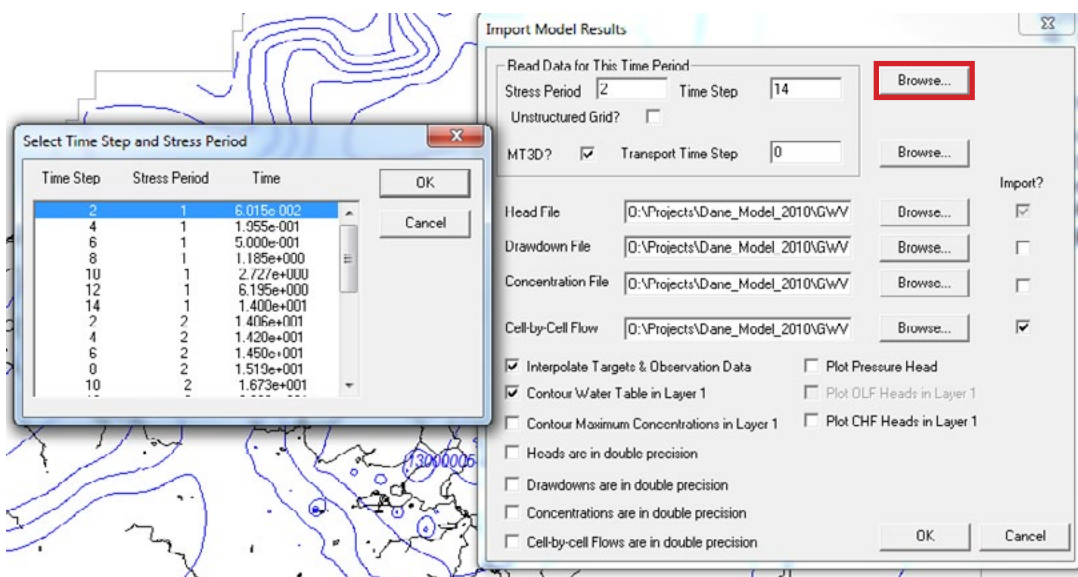 Import Model Results
Read Data for This Time Period
Stress Period 2 Time Step 14 Browse...
Unstructured Grid?
MT3D? Transport Time Step 0 Browse...
Import?
Head File O:\Projects\Dane_Model_2010\GWV Browse...
Drawdown File O:\Projects\Dane_Model_2010\GWV Browse...
Concentration File O:\Projects\Dane_Model_2010\GWV Browse...
Cell-by-Cell Flow O:\Projects\Dane_Model_2010\GWV Browse...
Interpolate Targets & Observation Data Plot Pressure Head
Contour Water Table in Layer 1 Plot OLF Heads in Layer 1
Contour Maximum Concentrations in Layer 1 Plot CHF Heads in Layer 1
Heads are in double precision
Drawdowns are in double precision
Concentrations are in double precision
Cell-by-cell Flows are in double precision OK Cancel
Select Time Step and Stress Period
Time Step Stress Period Time OK
2 1 6.015e-002
4 1 1.955e-001 Cancel
6 1 5.000e-001
8 1 1.185e+000
10 1 2.727e+000
12 1 6.195e+000
14 1 1.400e+001
2 2 1.406e+001
4 2 1.420e+001
6 2 1.450e+001
8 2 1.519e+001
10 2 1.673e+001
13000005